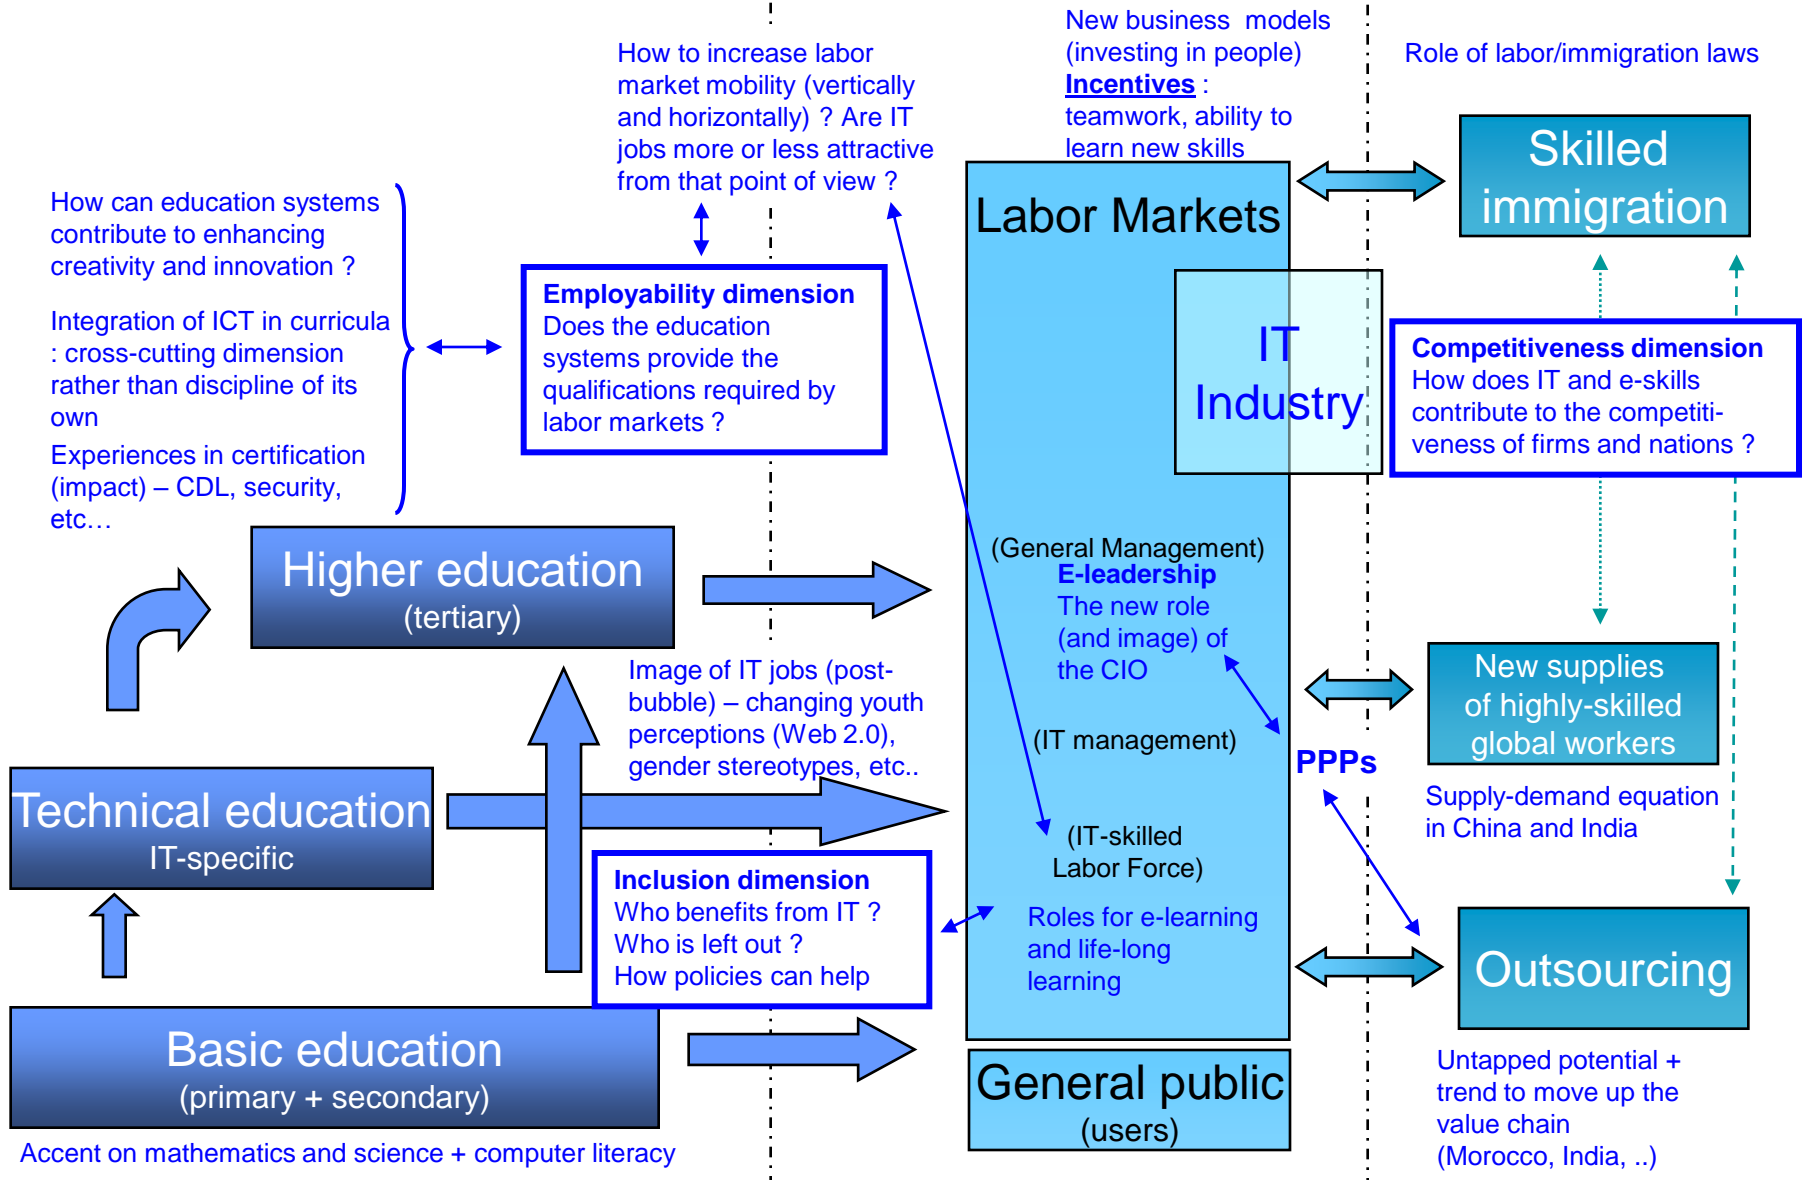 New business models
(investing in people)
Incentives :
teamwork, ability to
learn new skills
Role of labor/immigration laws
How to increase labor
market mobility (vertically
and horizontally) ? Are IT
jobs more or less attractive
from that point of view ?
Skilled
immigration
Labor Markets
How can education systems
contribute to enhancing
creativity and innovation ?
Integration of ICT in curricula
: cross-cutting dimension
rather than discipline of its
own
Experiences in certification
(impact) – CDL, security,
etc…
Employability dimension
Does the education
systems provide the
qualifications required by
labor markets ?
IT
Industry
Competitiveness dimension
How does IT and e-skills
contribute to the competiti-
veness of firms and nations ?
Higher education
(tertiary)
(General Management)
E-leadership
The new role
(and image) of
the CIO
Image of IT jobs (post-
bubble) – changing youth
perceptions (Web 2.0),
gender stereotypes, etc..
New supplies
of highly-skilled
global workers
(IT management)
PPPs
Supply-demand equation
in China and India
Technical education
IT-specific
(IT-skilled
Labor Force)
Inclusion dimension
Who benefits from IT ?
Who is left out ?
How policies can help
Roles for e-learning
and life-long
learning
Outsourcing
Basic education
(primary + secondary)
General public
(users)
Untapped potential +
trend to move up the
value chain
(Morocco, India, ..)
Accent on mathematics and science + computer literacy